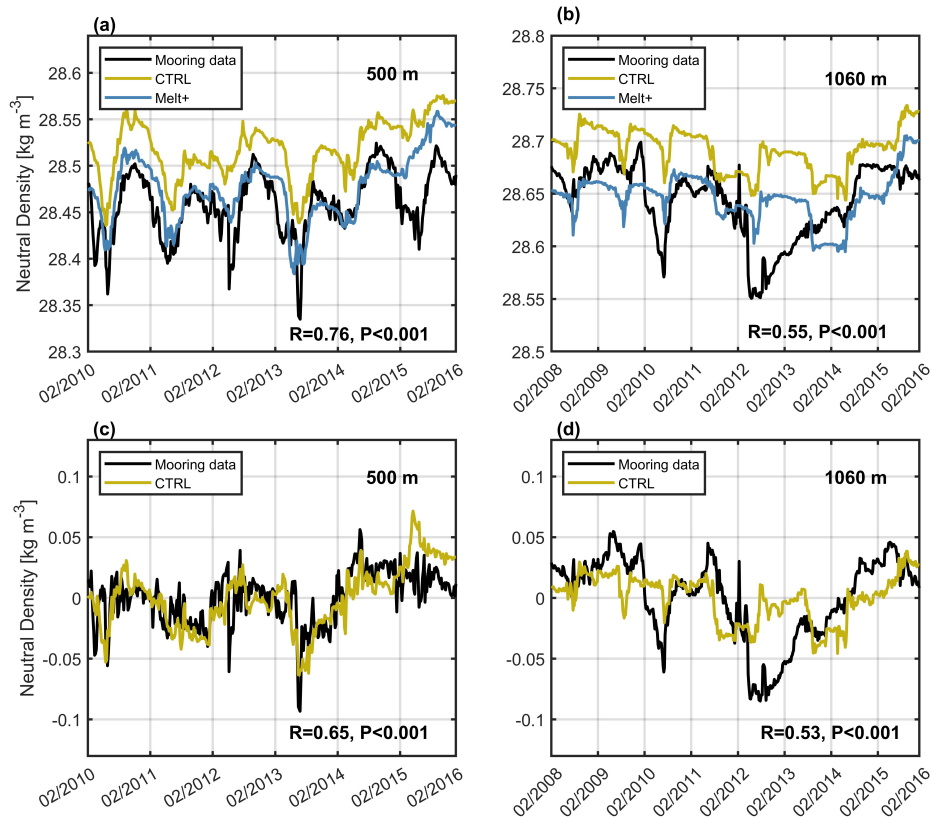 (a)
Mooring data
CTRL
Melt+
500 m
R=0.76, P<0.001
Neutral Density [kg m-3]
28.6
28.55
28.5
28.45
28.4
28.35
28.3
02/2010
02/2011
02/2012
02/2013
02/2014
02/2015
02/2016
(b)
Mooring data
CTRL
Melt+
1060 m
R=0.55, P<0.001
28.8
28.75
28.7
28.65
28.6
28.55
28.5
02/2008
02/2009
02/2010
02/2011
02/2012
02/2013
02/2014
02/2015
02/2016
(c)
Mooring data
CTRL
500 m
R=0.65, P<0.001
Neutral Density [kg m-3]
0.1
0.05
0
-0.05
-0.1
02/2010
02/2011
02/2012
02/2013
02/2014
02/2015
02/2016
(d)
Mooring data
CTRL
1060 m
R=0.53, P<0.001
0.1
0.05
0
-0.05
-0.1
02/2008
02/2009
02/2010
02/2011
02/2012
02/2013
02/2014
02/2015
02/2016